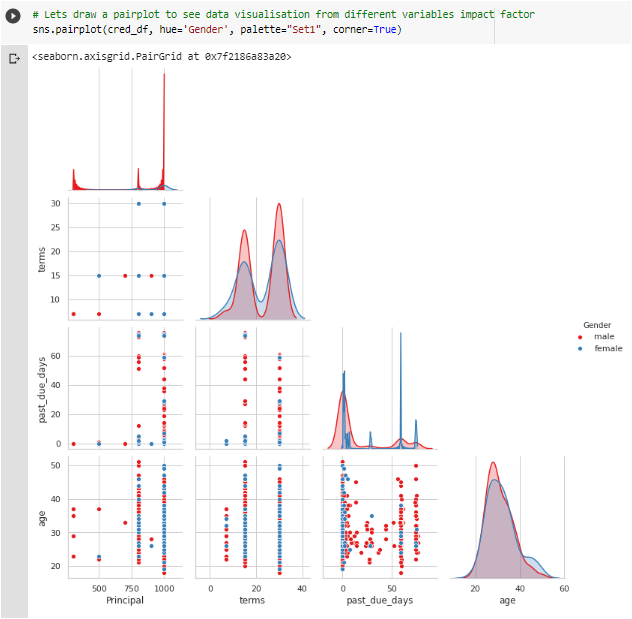 # Lets draw a pairplot to see data visualisation from different variables impact factor
sns.pairplot(cred_df, hue='Gender', palette="Set1", corner=True)
<seaborn.axisgrid.PairGrid at 0x7f2186a83a20>
30
25
20
15
10
terms
Gender
male
female
60
40
20
0
past_due_days
50
40
30
20
age
500 750 1000
Principal
0 20 40
terms
0 50
past_due_days
20 40 60
age